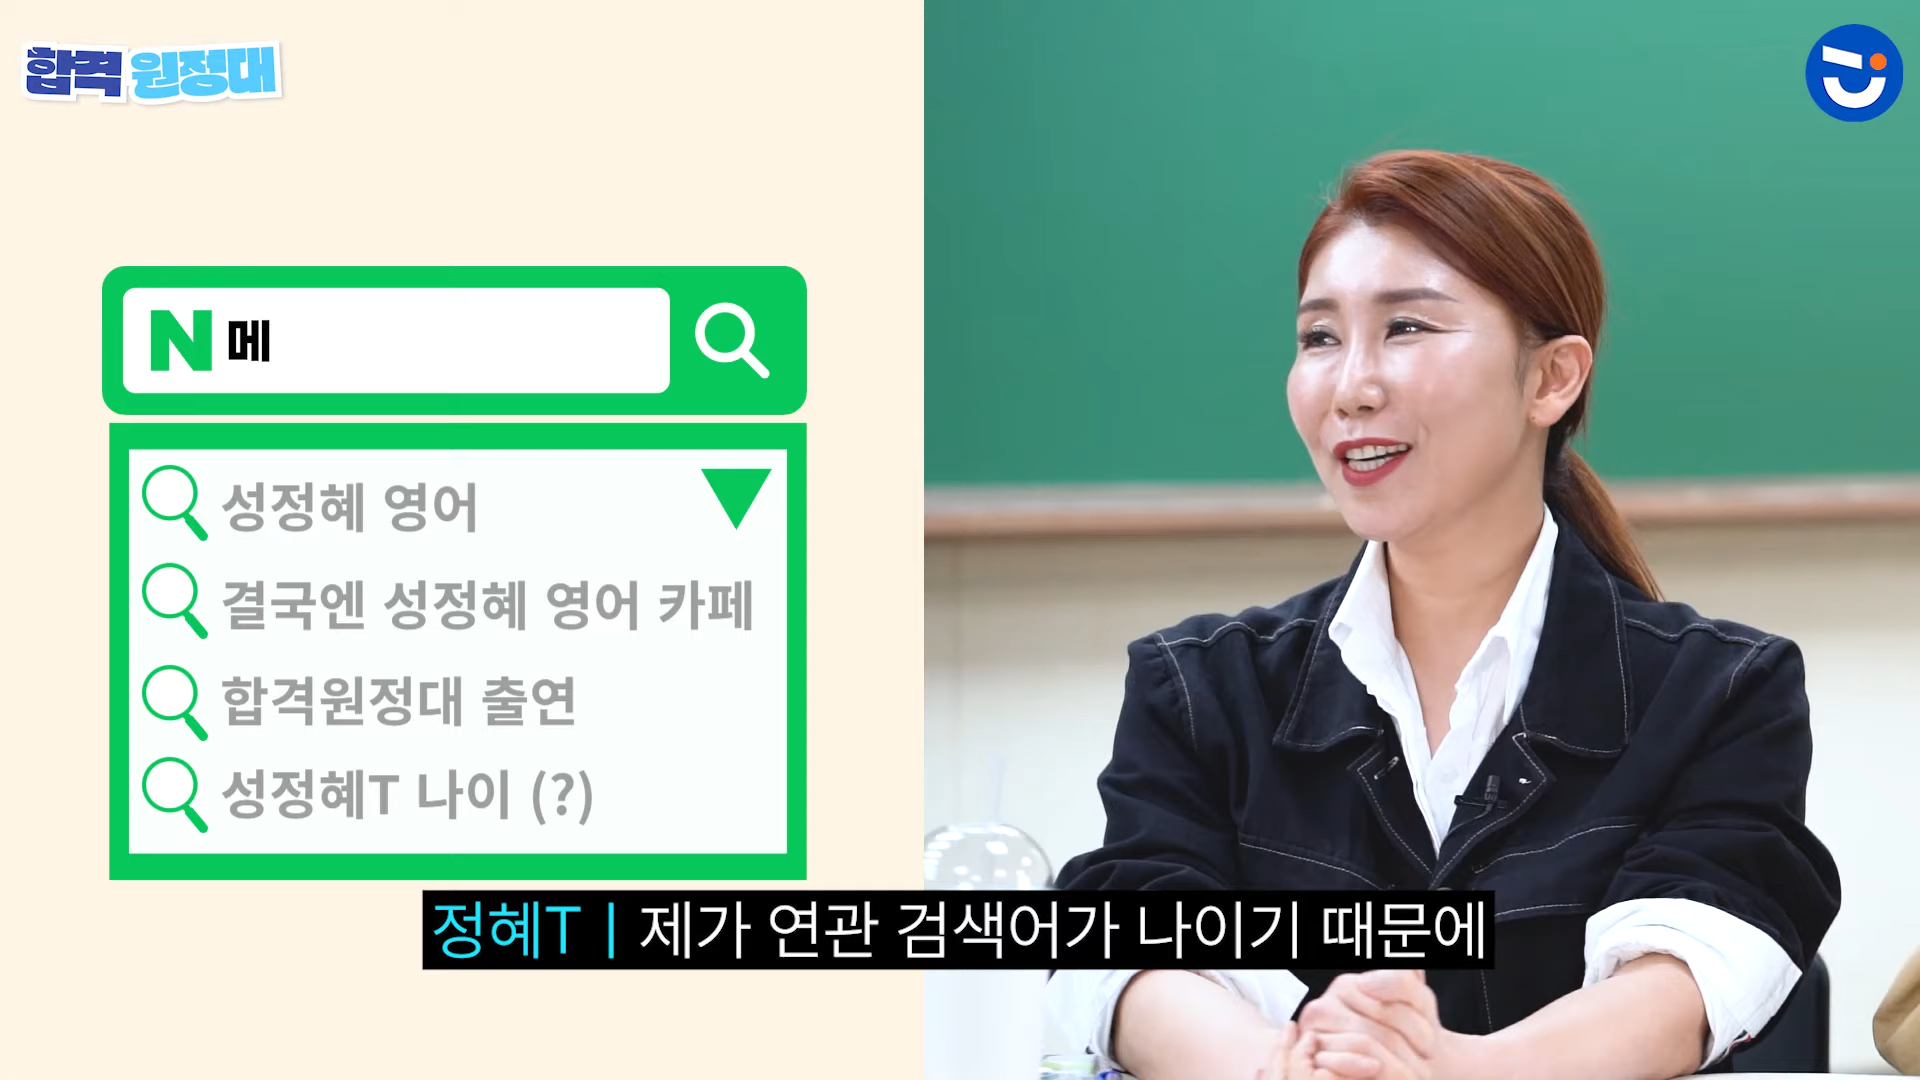 합격 원정대
N 메
성정혜 영어
결국엔 성정혜 영어 카페
합격원정대 출연
성정혜T 나이 (?)
정혜T | 제가 연관 검색어가 나이기 때문에